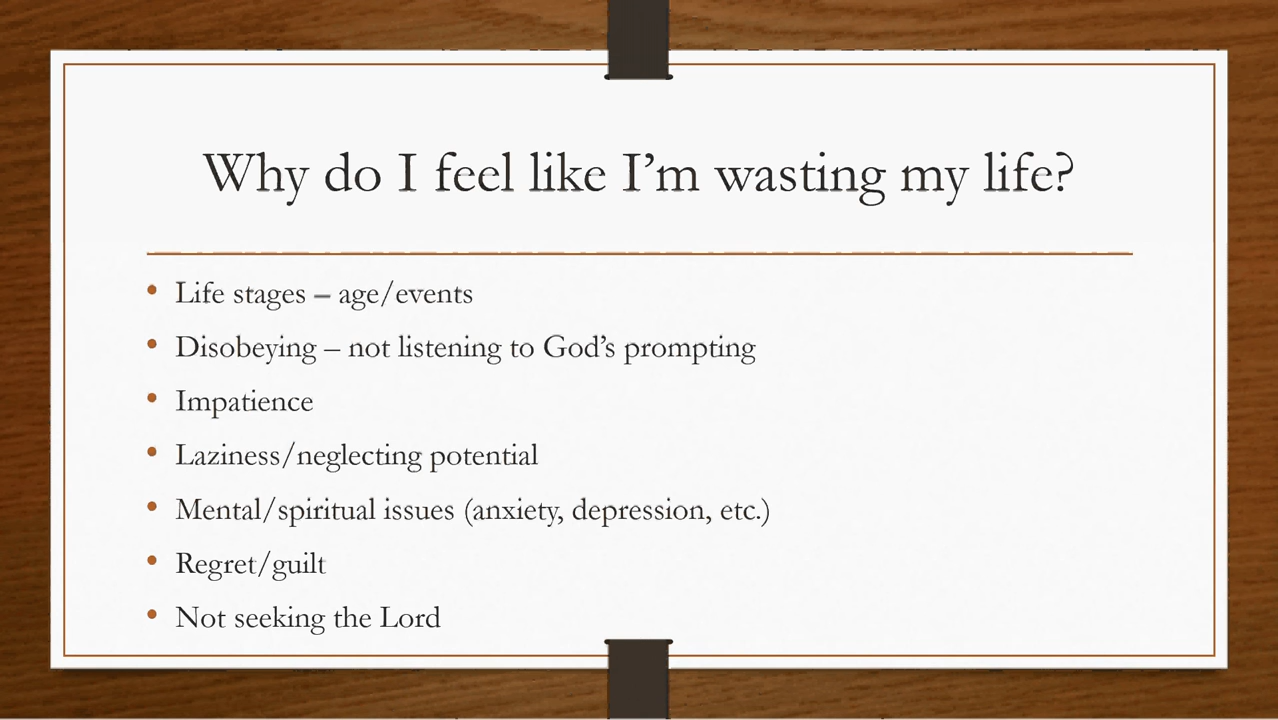 Why do I feel like I’m wasting my life?
• Life stages – age/events
• Disobeying – not listening to God’s prompting
• Impatience
• Laziness/neglecting potential
• Mental/spiritual issues (anxiety, depression, etc.)
• Regret/guilt
• Not seeking the Lord